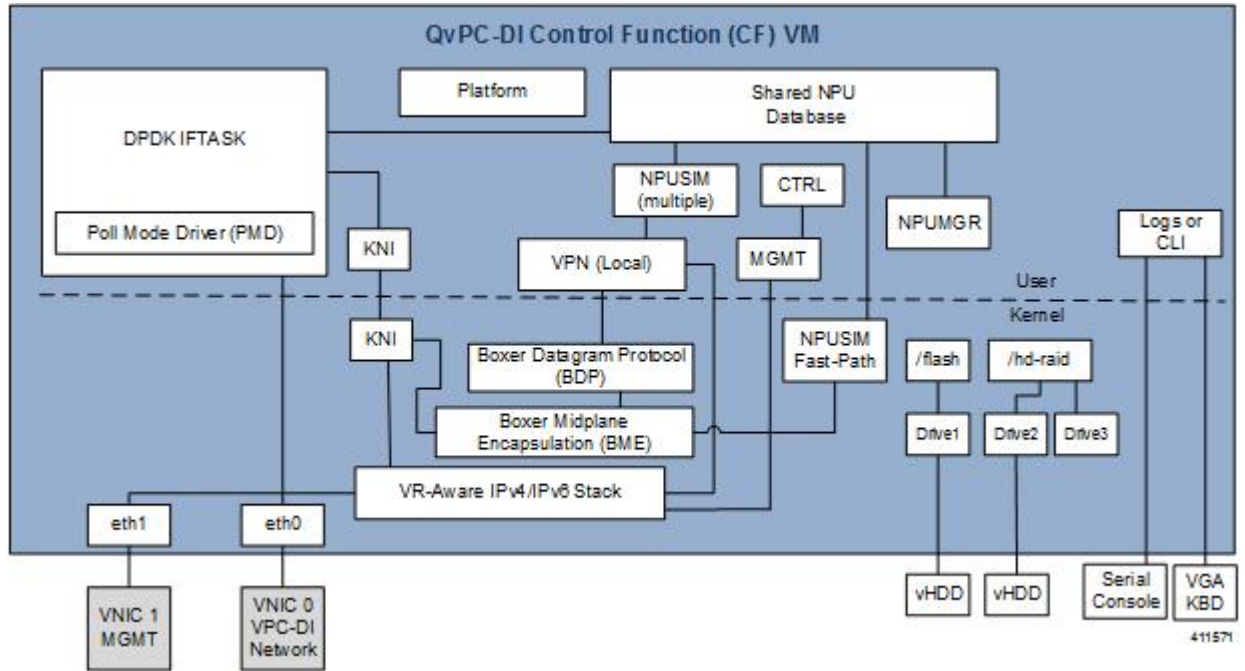 QvPC-DI Control Function (CF) VM
Platform
Shared NPU
Database
DPDK IFTASK
Poll Mode Driver (PMD)
NPUSIM
(multiple)
CTRL
NPUMGR
Logs or
CLI
KNI
VPN (Local)
MGMT
User
Kernel
KNI
Boxer Datagram Protocol
(BDP)
NPUSIM
Fast-Path
/flash
/hd-raid
Boxer Midplane
Encapsulation (BME)
Drive1
Drive2
Drive3
VR-Aware IPv4/IPv6 Stack
eth1
eth0
VNIC 1
MGMT
VNIC 0
VPC-DI
Network
vHDD
vHDD
Serial
Console
VGA
KBD
411571